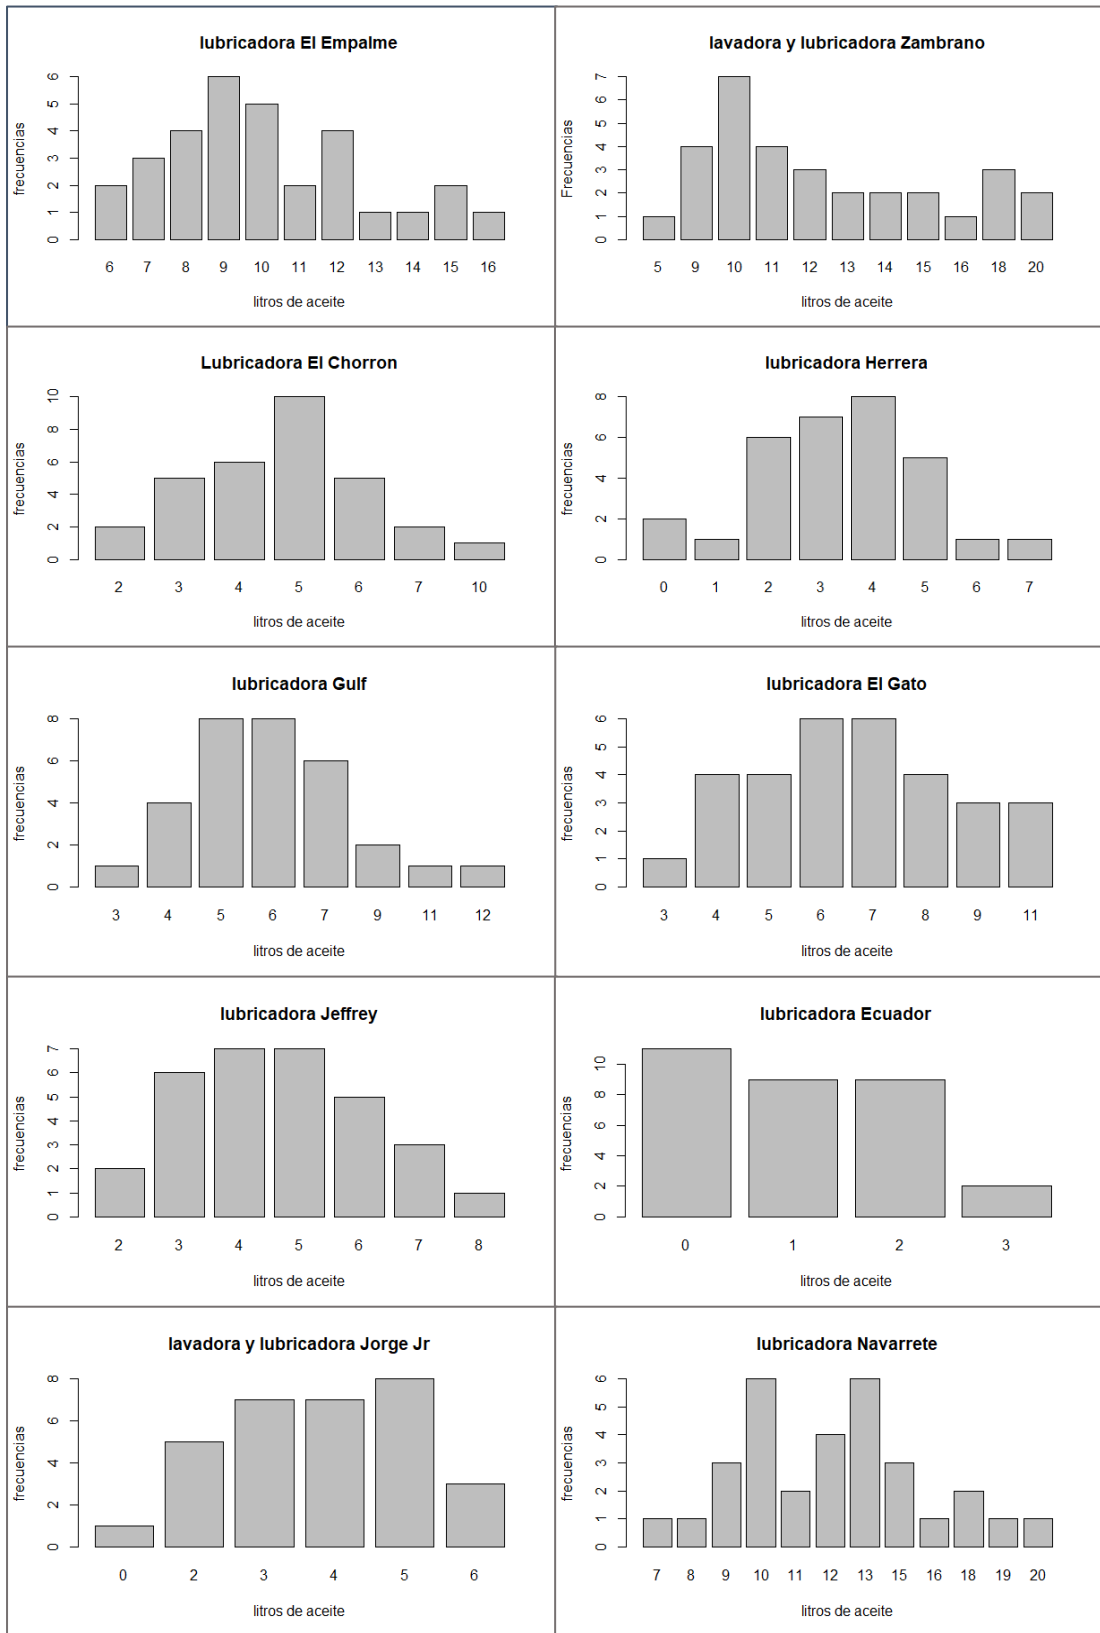 lubricadora El Empalme
frecuencias
6
5
4
3
2
1
0
6 7 8 9 10 11 12 13 14 15 16
litros de aceite
lavadora y lubricadora Zambrano
Frecuencias
7
6
5
4
3
2
1
0
5 9 10 11 12 13 14 15 16 18 20
litros de aceite
Lubricadora El Chorron
frecuencias
10
8
6
4
2
0
2 3 4 5 6 7 10
litros de aceite
lubricadora Herrera
frecuencias
8
6
4
2
0
0 1 2 3 4 5 6 7
litros de aceite
lubricadora Gulf
frecuencias
8
6
4
2
0
3 4 5 6 7 9 11 12
litros de aceite
lubricadora El Gato
frecuencias
6
5
4
3
2
1
0
3 4 5 6 7 8 9 11
litros de aceite
lubricadora Jeffrey
frecuencias
7
6
5
4
3
2
1
0
2 3 4 5 6 7 8
litros de aceite
lubricadora Ecuador
frecuencias
10
8
6
4
2
0
0 1 2 3
litros de aceite
lavadora y lubricadora Jorge Jr
frecuencias
8
6
4
2
0
0 2 3 4 5 6
litros de aceite
lubricadora Navarrete
frecuencias
6
5
4
3
2
1
0
7 8 9 10 11 12 13 15 16 18 19 20
litros de aceite